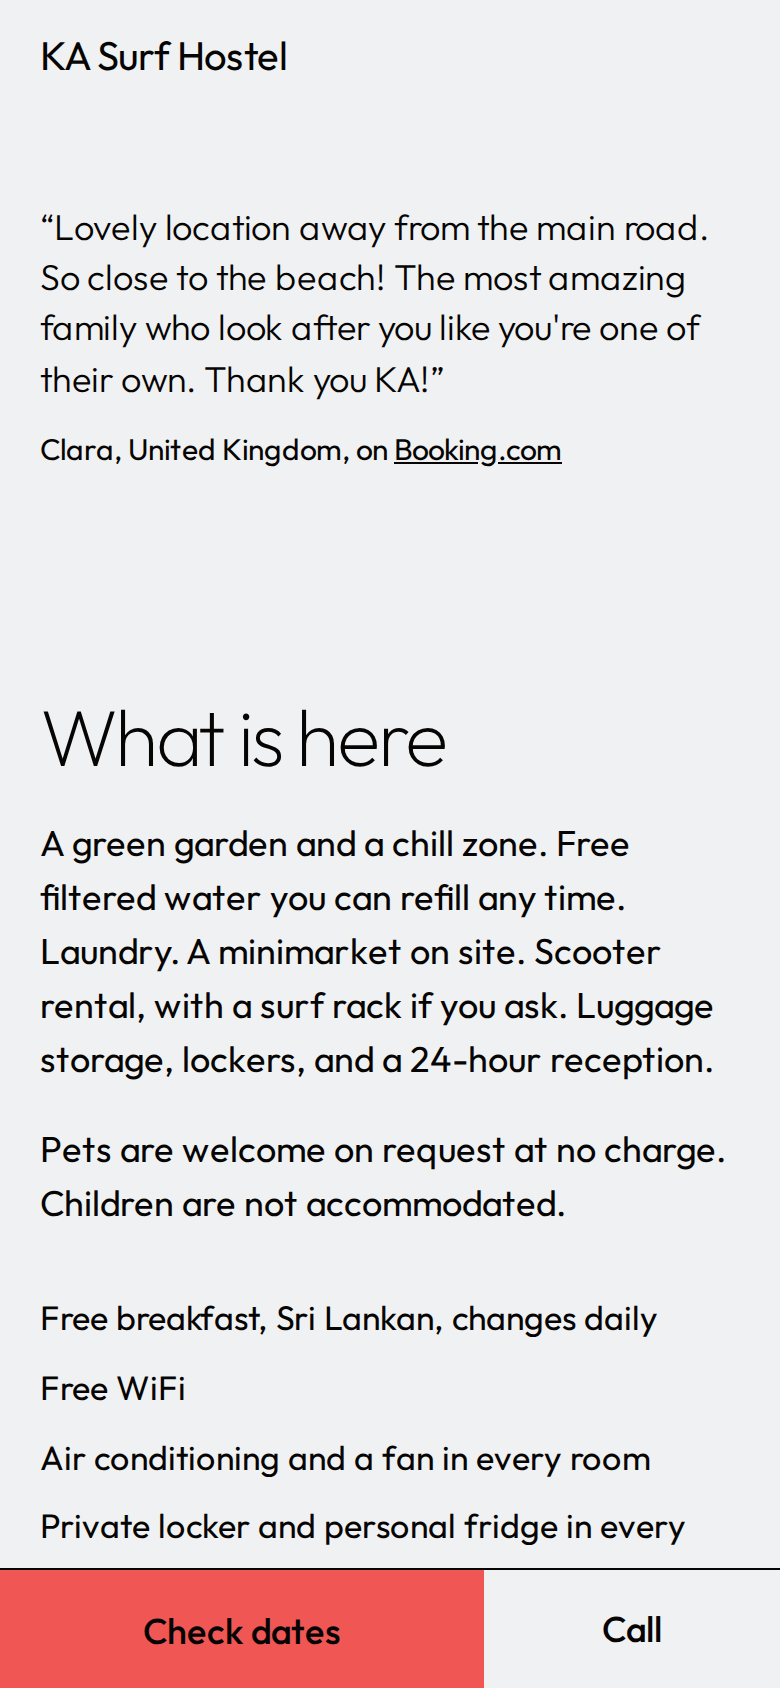 KA Surf Hostel
“Lovely location away from the main road.
So close to the beach! The most amazing
family who look after you like you're one of
their own. Thank you KA!”
Clara, United Kingdom, on Booking.com
What is here
A green garden and a chill zone. Free
filtered water you can refill any time.
Laundry. A minimarket on site. Scooter
rental, with a surf rack if you ask. Luggage
storage, lockers, and a 24-hour reception.
Pets are welcome on request at no charge.
Children are not accommodated.
Free breakfast, Sri Lankan, changes daily
Free WiFi
Air conditioning and a fan in every room
Private locker and personal fridge in every
Check dates
Call